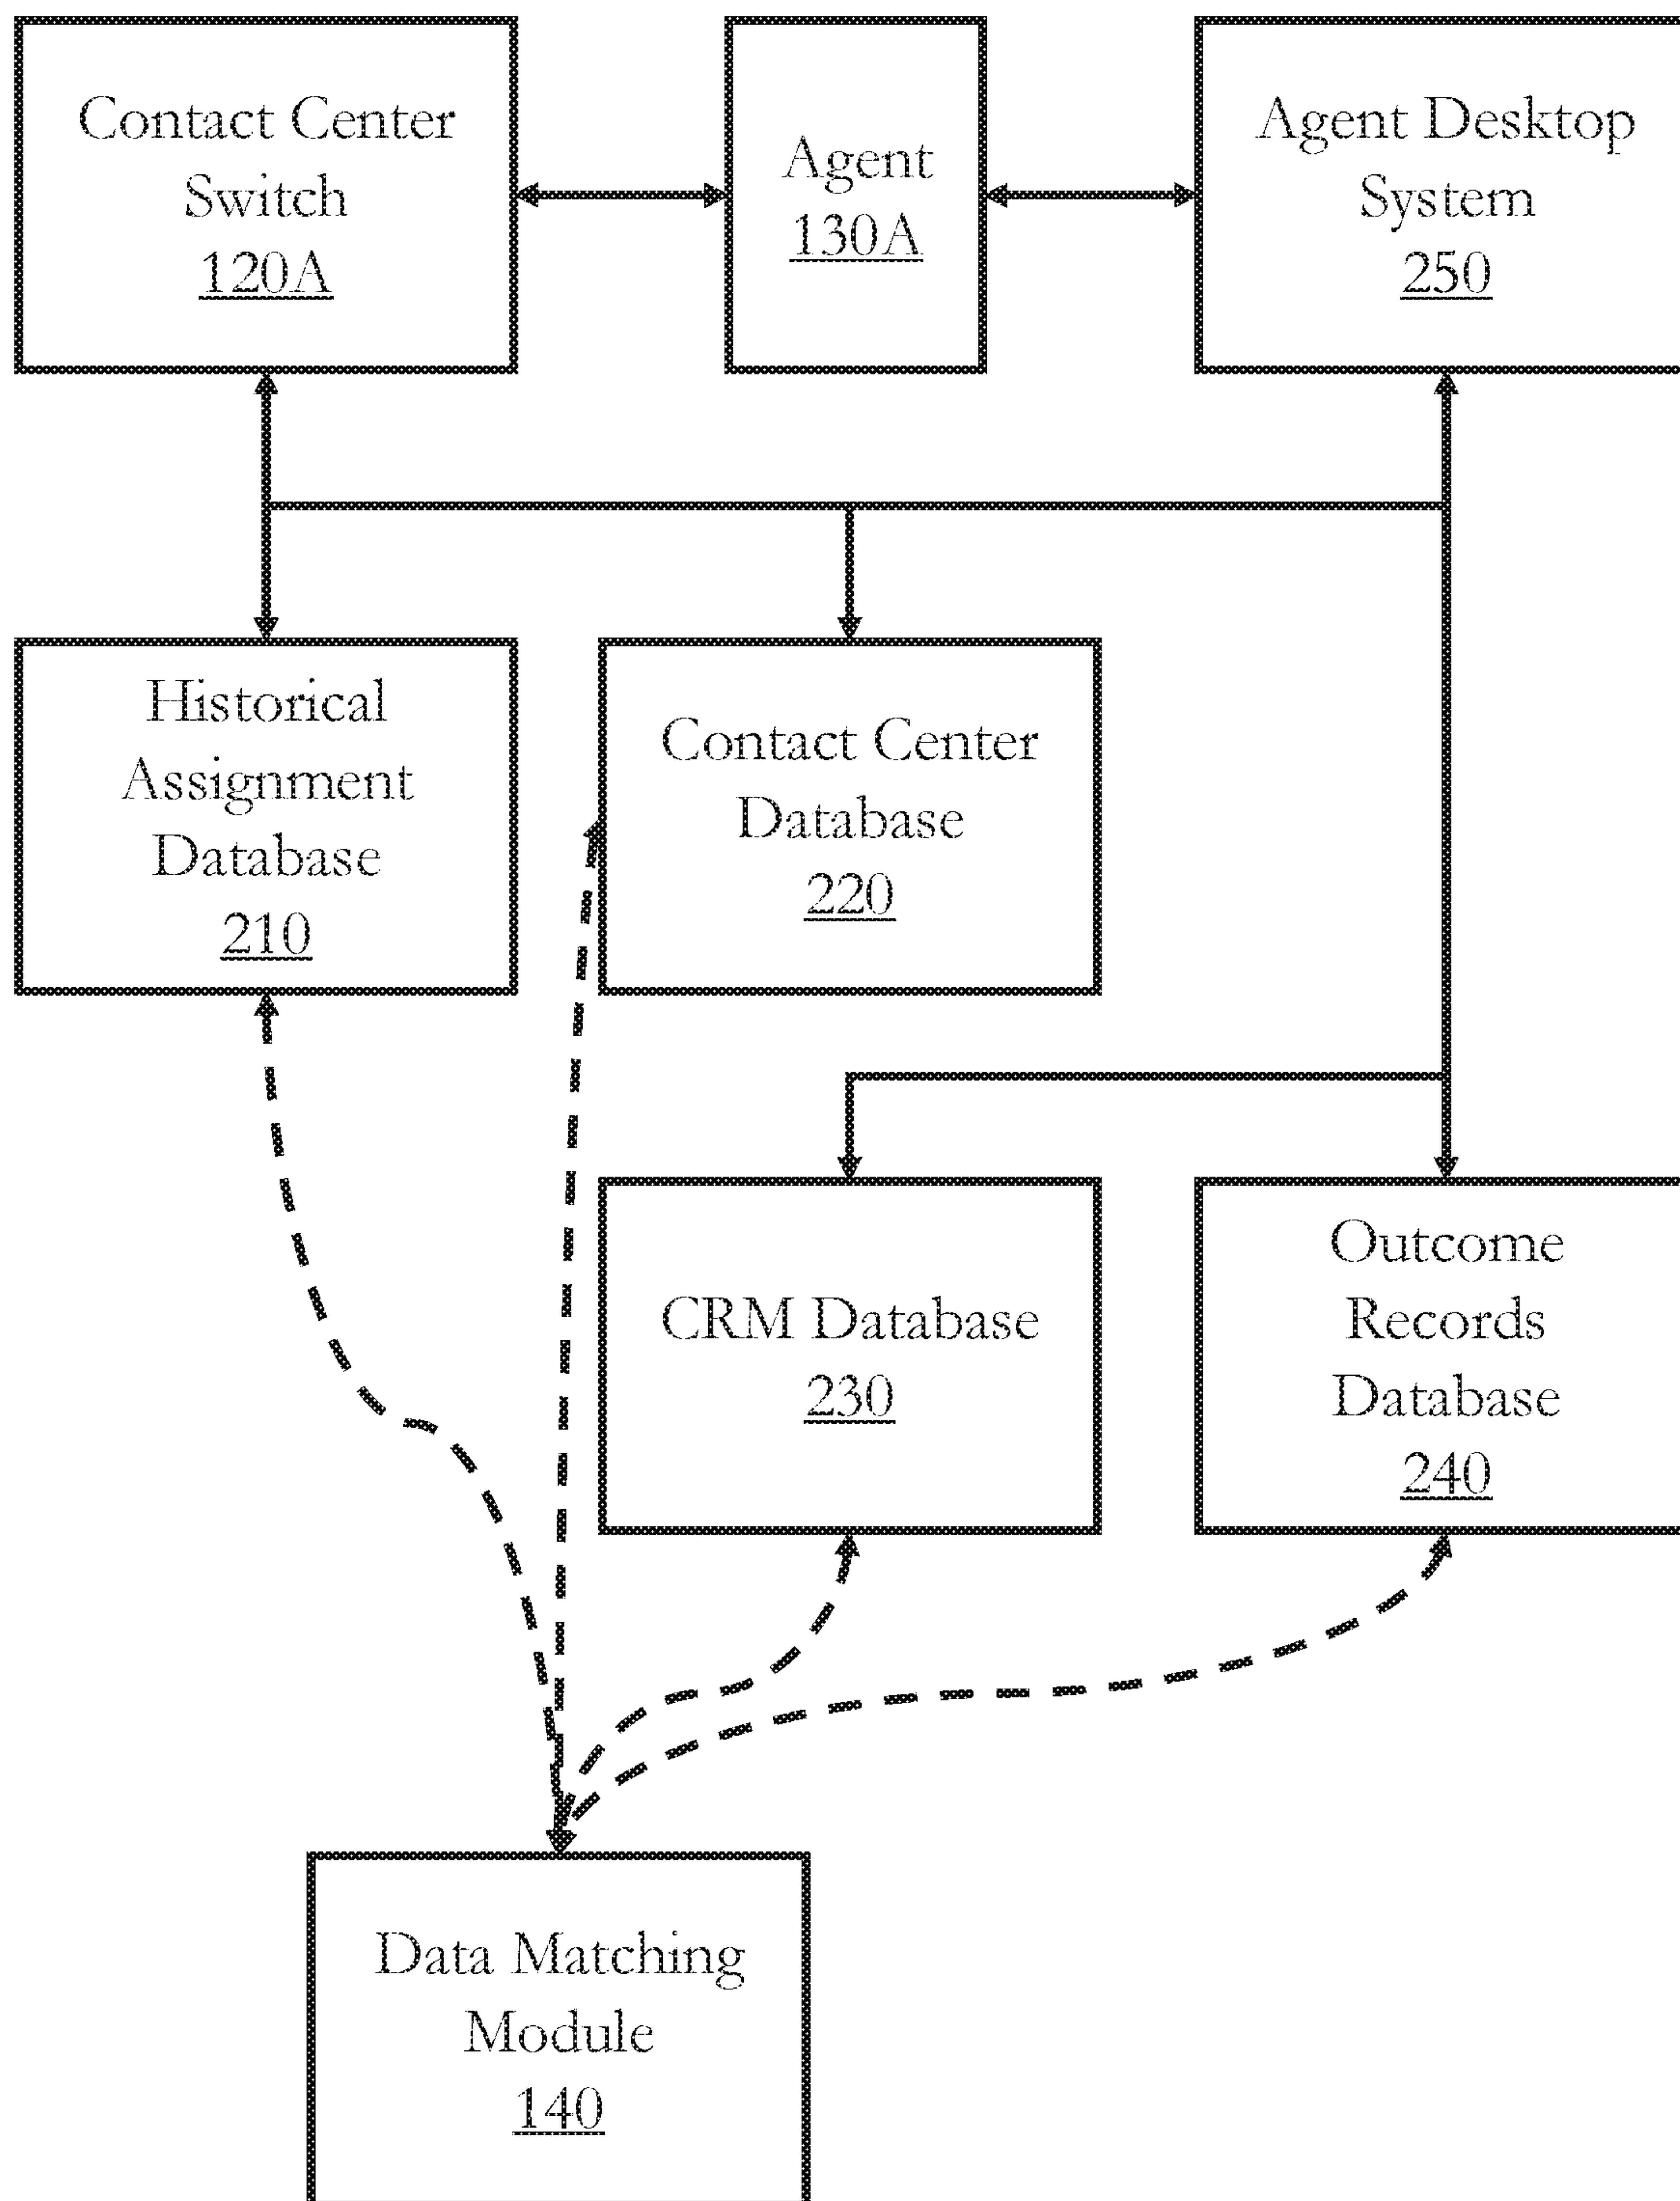 Contact Center
Switch
120A
Agent
130A
Agent Desktop
System
250
Historical
Assignment
Database
210
Contact Center
Database
220
CRM Database
230
Outcome
Records
Database
240
Data Matching
Module
140